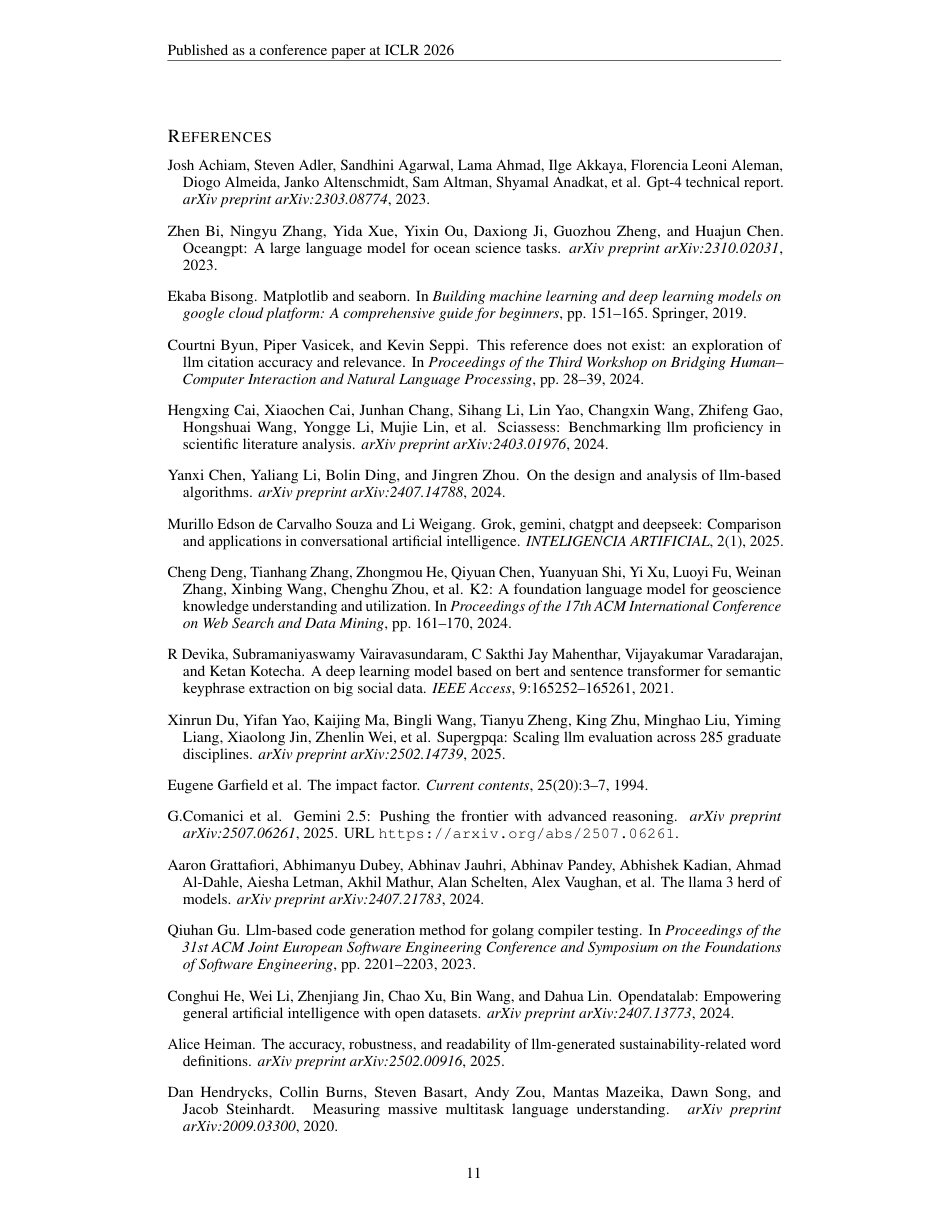 Published as a conference paper at ICLR 2026
REFERENCES
Josh Achiam, Steven Adler, Sandhini Agarwal, Lama Ahmad, Ilge Akkaya, Florencia Leoni Aleman,
Diogo Almeida, Janko Altenschmidt, Sam Altman, Shyamal Anadkat, et al. Gpt-4 technical report.
arXiv preprint arXiv:2303.08774, 2023.
Zhen Bi, Ningyu Zhang, Yida Xue, Yixin Ou, Daxiong Ji, Guozhou Zheng, and Huajun Chen.
Oceangpt: A large language model for ocean science tasks. arXiv preprint arXiv:2310.02031,
2023.
Ekaba Bisong. Matplotlib and seaborn. In Building machine learning and deep learning models on
google cloud platform: A comprehensive guide for beginners, pp. 151–165. Springer, 2019.
Courtni Byun, Piper Vasicek, and Kevin Seppi. This reference does not exist: an exploration of
llm citation accuracy and relevance. In Proceedings of the Third Workshop on Bridging Human–
Computer Interaction and Natural Language Processing, pp. 28–39, 2024.
Hengxing Cai, Xiaochen Cai, Junhan Chang, Sihang Li, Lin Yao, Changxin Wang, Zhifeng Gao,
Hongshuai Wang, Yongge Li, Mujie Lin, et al. Sciassess: Benchmarking llm proficiency in
scientific literature analysis. arXiv preprint arXiv:2403.01976, 2024.
Yanxi Chen, Yaliang Li, Bolin Ding, and Jingren Zhou. On the design and analysis of llm-based
algorithms. arXiv preprint arXiv:2407.14788, 2024.
Murillo Edson de Carvalho Souza and Li Weigang. Grok, gemini, chatgpt and deepseek: Comparison
and applications in conversational artificial intelligence. INTELIGENCIA ARTIFICIAL, 2(1), 2025.
Cheng Deng, Tianhang Zhang, Zhongmou He, Qiyuan Chen, Yuanyuan Shi, Yi Xu, Luoyi Fu, Weinan
Zhang, Xinbing Wang, Chenghu Zhou, et al. K2: A foundation language model for geoscience
knowledge understanding and utilization. In Proceedings of the 17th ACM International Conference
on Web Search and Data Mining, pp. 161–170, 2024.
R Devika, Subramaniyaswamy Vairavasundaram, C Sakthi Jay Mahenthar, Vijayakumar Varadarajan,
and Ketan Kotecha. A deep learning model based on bert and sentence transformer for semantic
keyphrase extraction on big social data. IEEE Access, 9:165252–165261, 2021.
Xinrun Du, Yifan Yao, Kaijing Ma, Bingli Wang, Tianyu Zheng, King Zhu, Minghao Liu, Yiming
Liang, Xiaolong Jin, Zhenlin Wei, et al. Supergpqa: Scaling llm evaluation across 285 graduate
disciplines. arXiv preprint arXiv:2502.14739, 2025.
Eugene Garfield et al. The impact factor. Current contents, 25(20):3–7, 1994.
G.Comanici et al. Gemini 2.5: Pushing the frontier with advanced reasoning. arXiv preprint
arXiv:2507.06261, 2025. URL https://arxiv.org/abs/2507.06261.
Aaron Grattafiori, Abhimanyu Dubey, Abhinav Jauhri, Abhinav Pandey, Abhishek Kadian, Ahmad
Al-Dahle, Aiesha Letman, Akhil Mathur, Alan Schelten, Alex Vaughan, et al. The llama 3 herd of
models. arXiv preprint arXiv:2407.21783, 2024.
Qiuhan Gu. Llm-based code generation method for golang compiler testing. In Proceedings of the
31st ACM Joint European Software Engineering Conference and Symposium on the Foundations
of Software Engineering, pp. 2201–2203, 2023.
Conghui He, Wei Li, Zhenjiang Jin, Chao Xu, Bin Wang, and Dahua Lin. Opendatalab: Empowering
general artificial intelligence with open datasets. arXiv preprint arXiv:2407.13773, 2024.
Alice Heiman. The accuracy, robustness, and readability of llm-generated sustainability-related word
definitions. arXiv preprint arXiv:2502.00916, 2025.
Dan Hendrycks, Collin Burns, Steven Basart, Andy Zou, Mantas Mazeika, Dawn Song, and
Jacob Steinhardt. Measuring massive multitask language understanding. arXiv preprint
arXiv:2009.03300, 2020.
11